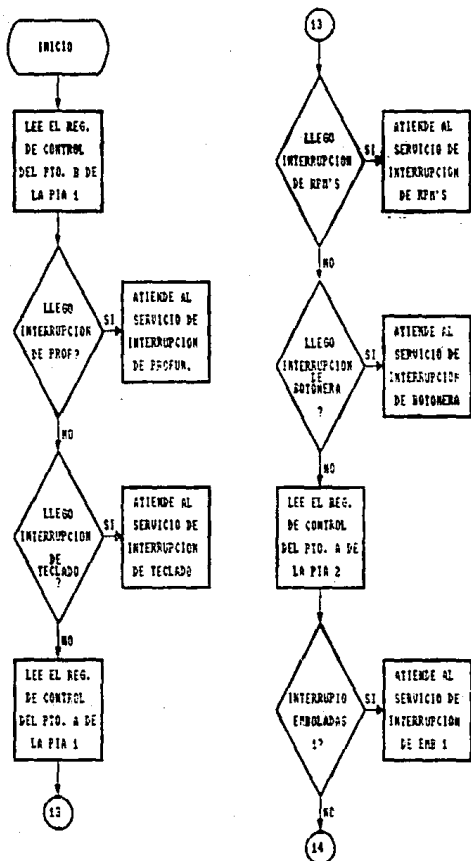 INICIO
LEE EL REG.
DE CONTROL
DEL PTO. B DE
LA PIA 1
LLEGO
INTERRUPCION
DE PROF?
SI
ATIENDE AL
SERVICIO DE
INTERRUPCION
DE PROFUN.
NO
LLEGO
INTERRUPCION
DE
TECLADO
?
SI
ATIENDE AL
SERVICIO DE
INTERRUPCION
DE TECLADO
NO
LEE EL REG.
DE CONTROL
DEL PTO. A DE
LA PIA 1
13
13
LLEGO
INTERRUPCION
DE RPM'S
SI
ATIENDE AL
SERVICIO DE
INTERRUPCION
DE RPM'S
NO
LLEGO
INTERRUPCION
DE
BOTONERA
?
SI
ATIENDE AL
SERVICIO DE
INTERRUPCION
DE BOTONERA
NO
LEE EL REG.
DE CONTROL
DEL PTO. A DE
LA PIA 2
INTERRUPIO
EMBOLADAS
1?
SI
ATIENDE AL
SERVICIO DE
INTERRUPCION
DE EMB 1
NO
14